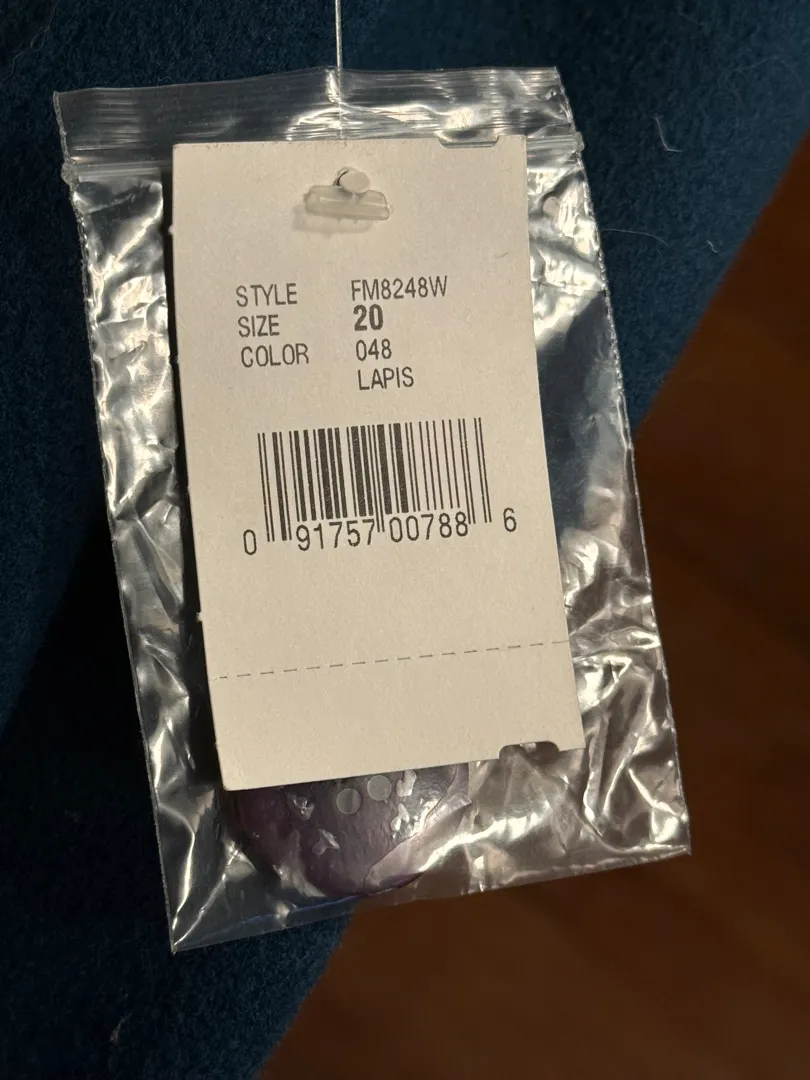 STYLE FM8248W
SIZE 20
COLOR 048
LAPIS
0 91757 00788 6